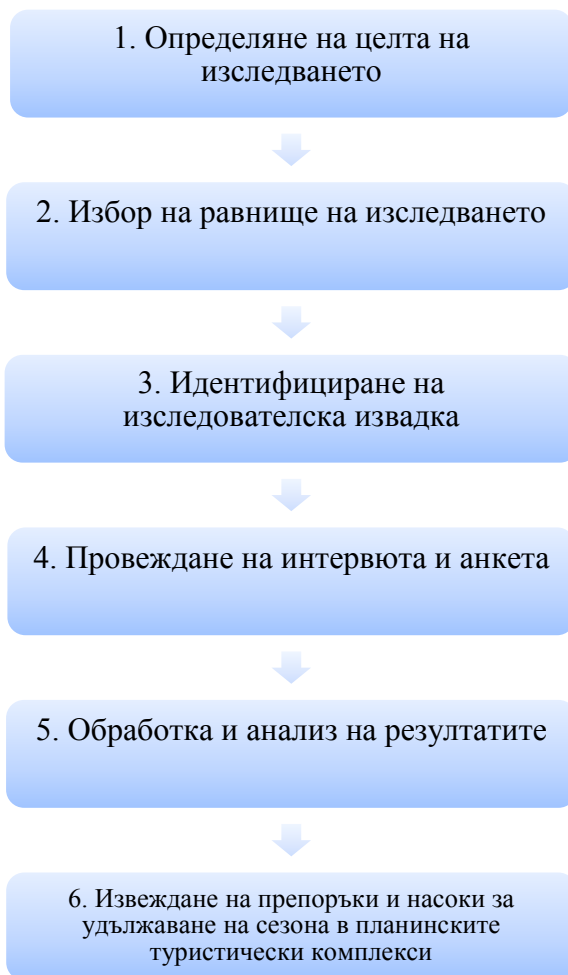 1. Определяне на целта на
изследването
2. Избор на равнище на изследването
3. Идентифициране на
изследователска извадка
4. Провеждане на интервюта и анкета
5. Обработка и анализ на резултатите
6. Извеждане на препоръки и насоки за
удължаване на сезона в планинските
туристически комплекси